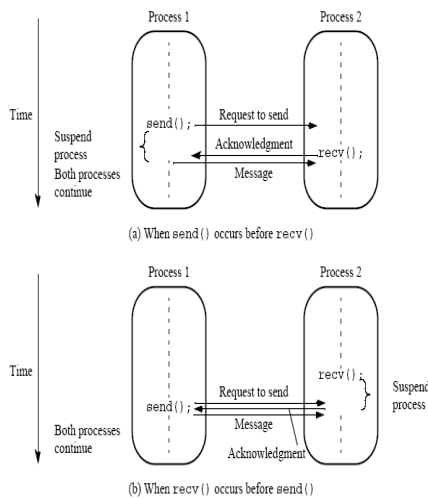 Process 1
Process 2
Time
send();
Request to send
Suspend
process
Acknowledgment
recv();
Both processes
continue
Message
(a) When send() occurs before recv()
Process 1
Process 2
Time
recv();
Suspend
process
Request to send
send();
Both processes
continue
Message
Acknowledgment
(b) When recv() occurs before send()